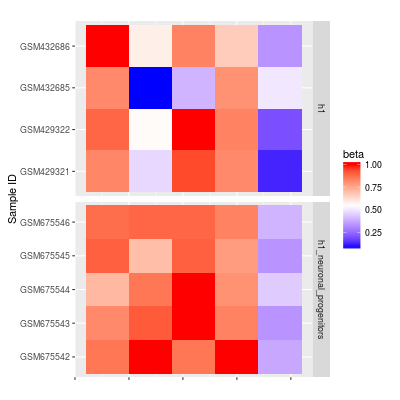 GSM432686
GSM432685
GSM429322
GSM429321
h1
GSM675546
GSM675545
GSM675544
GSM675543
GSM675542
h1_neuronal_progenitors
Sample ID
beta
1.00
0.75
0.50
0.25